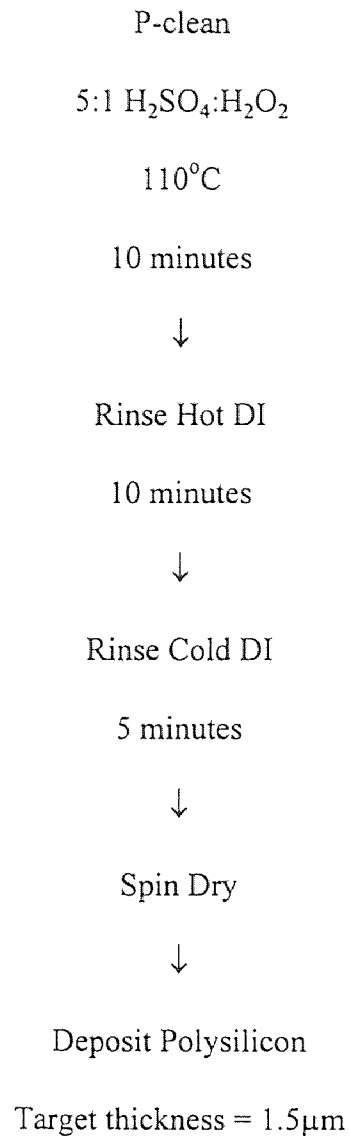 P-clean
5:1 H₂SO₄:H₂O₂
110°C
10 minutes
↓
Rinse Hot DI
10 minutes
↓
Rinse Cold DI
5 minutes
↓
Spin Dry
↓
Deposit Polysilicon
Target thickness = 1.5μm